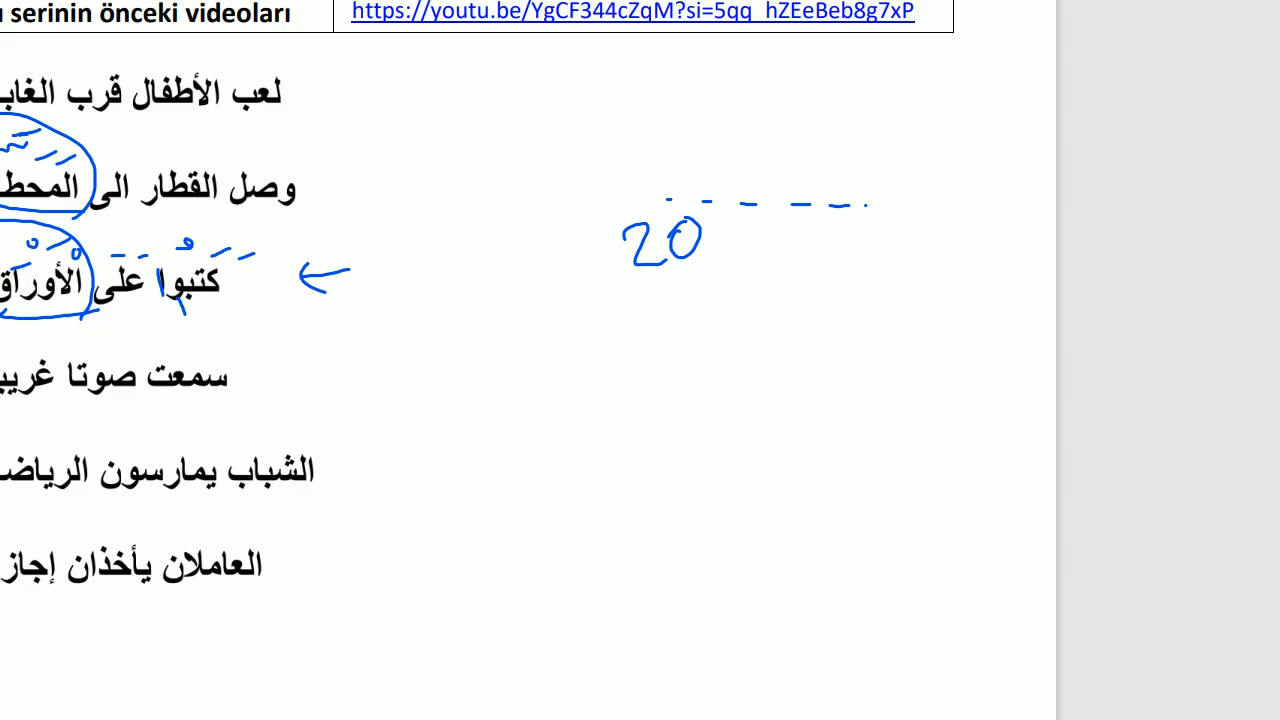 serinin önceki videoları
https://youtu.be/YgCF344cZqM?si=5qq_hZEeBeb8g7xP
لعب الأطفال قرب
وصل القطار الى
20
كتبوا على الأوراق
سمعت صوتا
الشباب يمارسون
العاملان يأخذان